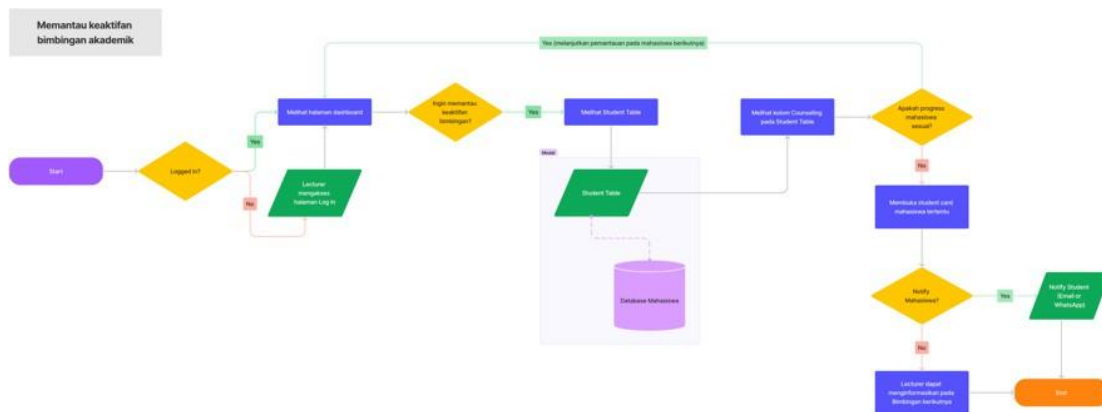 Memantau keaktifan
bimbingan akademik
Yes (melanjutkan pemantauan pada mahasiswa berikutnya)
Start
Logged in?
Yes
No
Melihat halaman dashboard
Lecturer
mengakses
halaman Log In
Ingin memantau
keaktifan
bimbingan?
Yes
Melihat Student Table
Student Table
Database Mahasiswa
Melihat kolom Counseling
pada Student Table
Apakah progress
mahasiswa
sesuai?
No
Membuka student card
mahasiswa tertentu
Notify
Mahasiswa?
Yes
Notify Student
(Email or
WhatsApp)
No
Lecturer dapat
menginformasikan pada
Bimbingan berikutnya
End